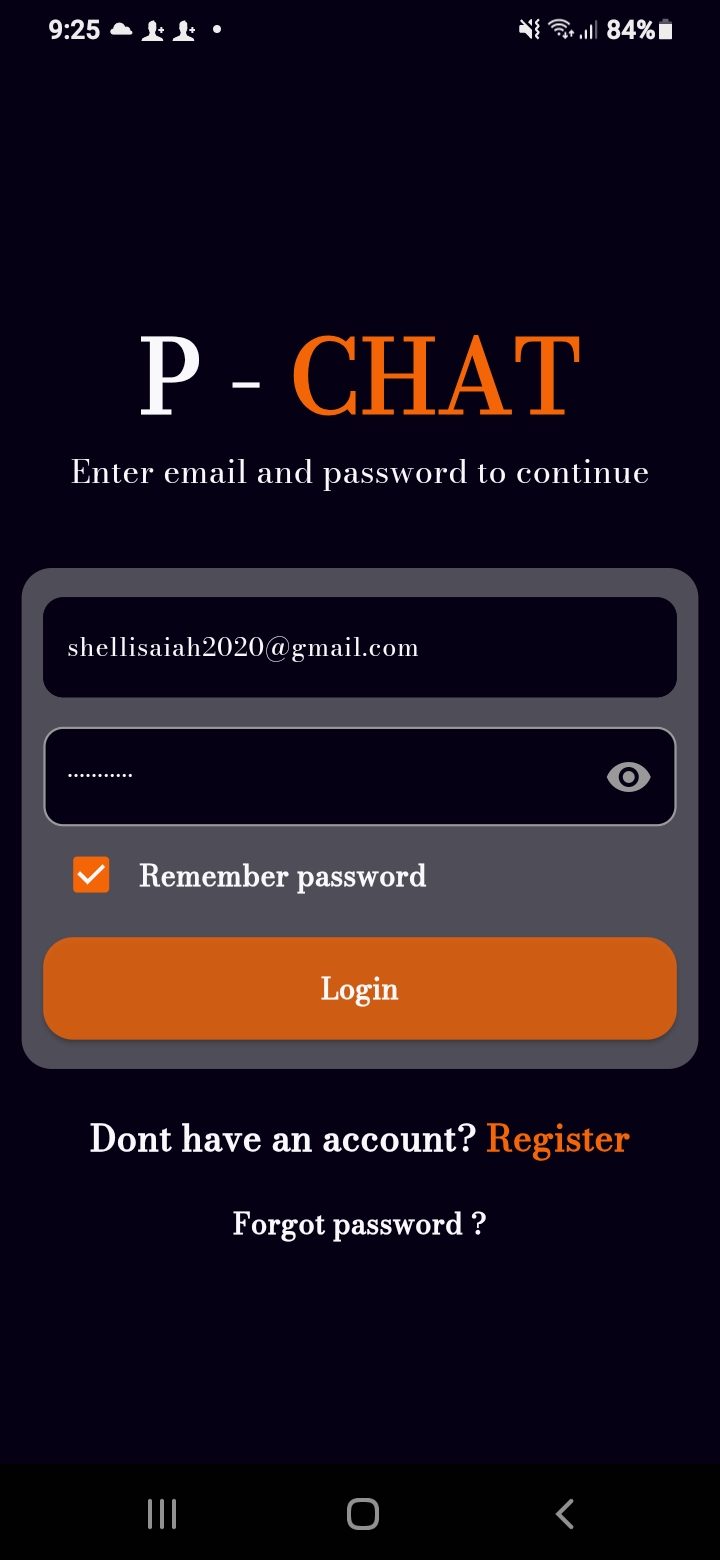 9:25 84%
P - CHAT
Enter email and password to continue
shellisaiah2020@gmail.com
...........
Remember password
Login
Dont have an account? Register
Forgot password ?